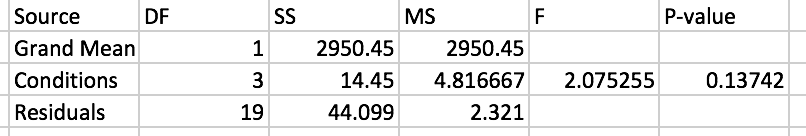 Source DF SS MS F P-value
Grand Mean 1 2950.45 2950.45
Conditions 3 14.45 4.816667 2.075255 0.13742
Residuals 19 44.099 2.321